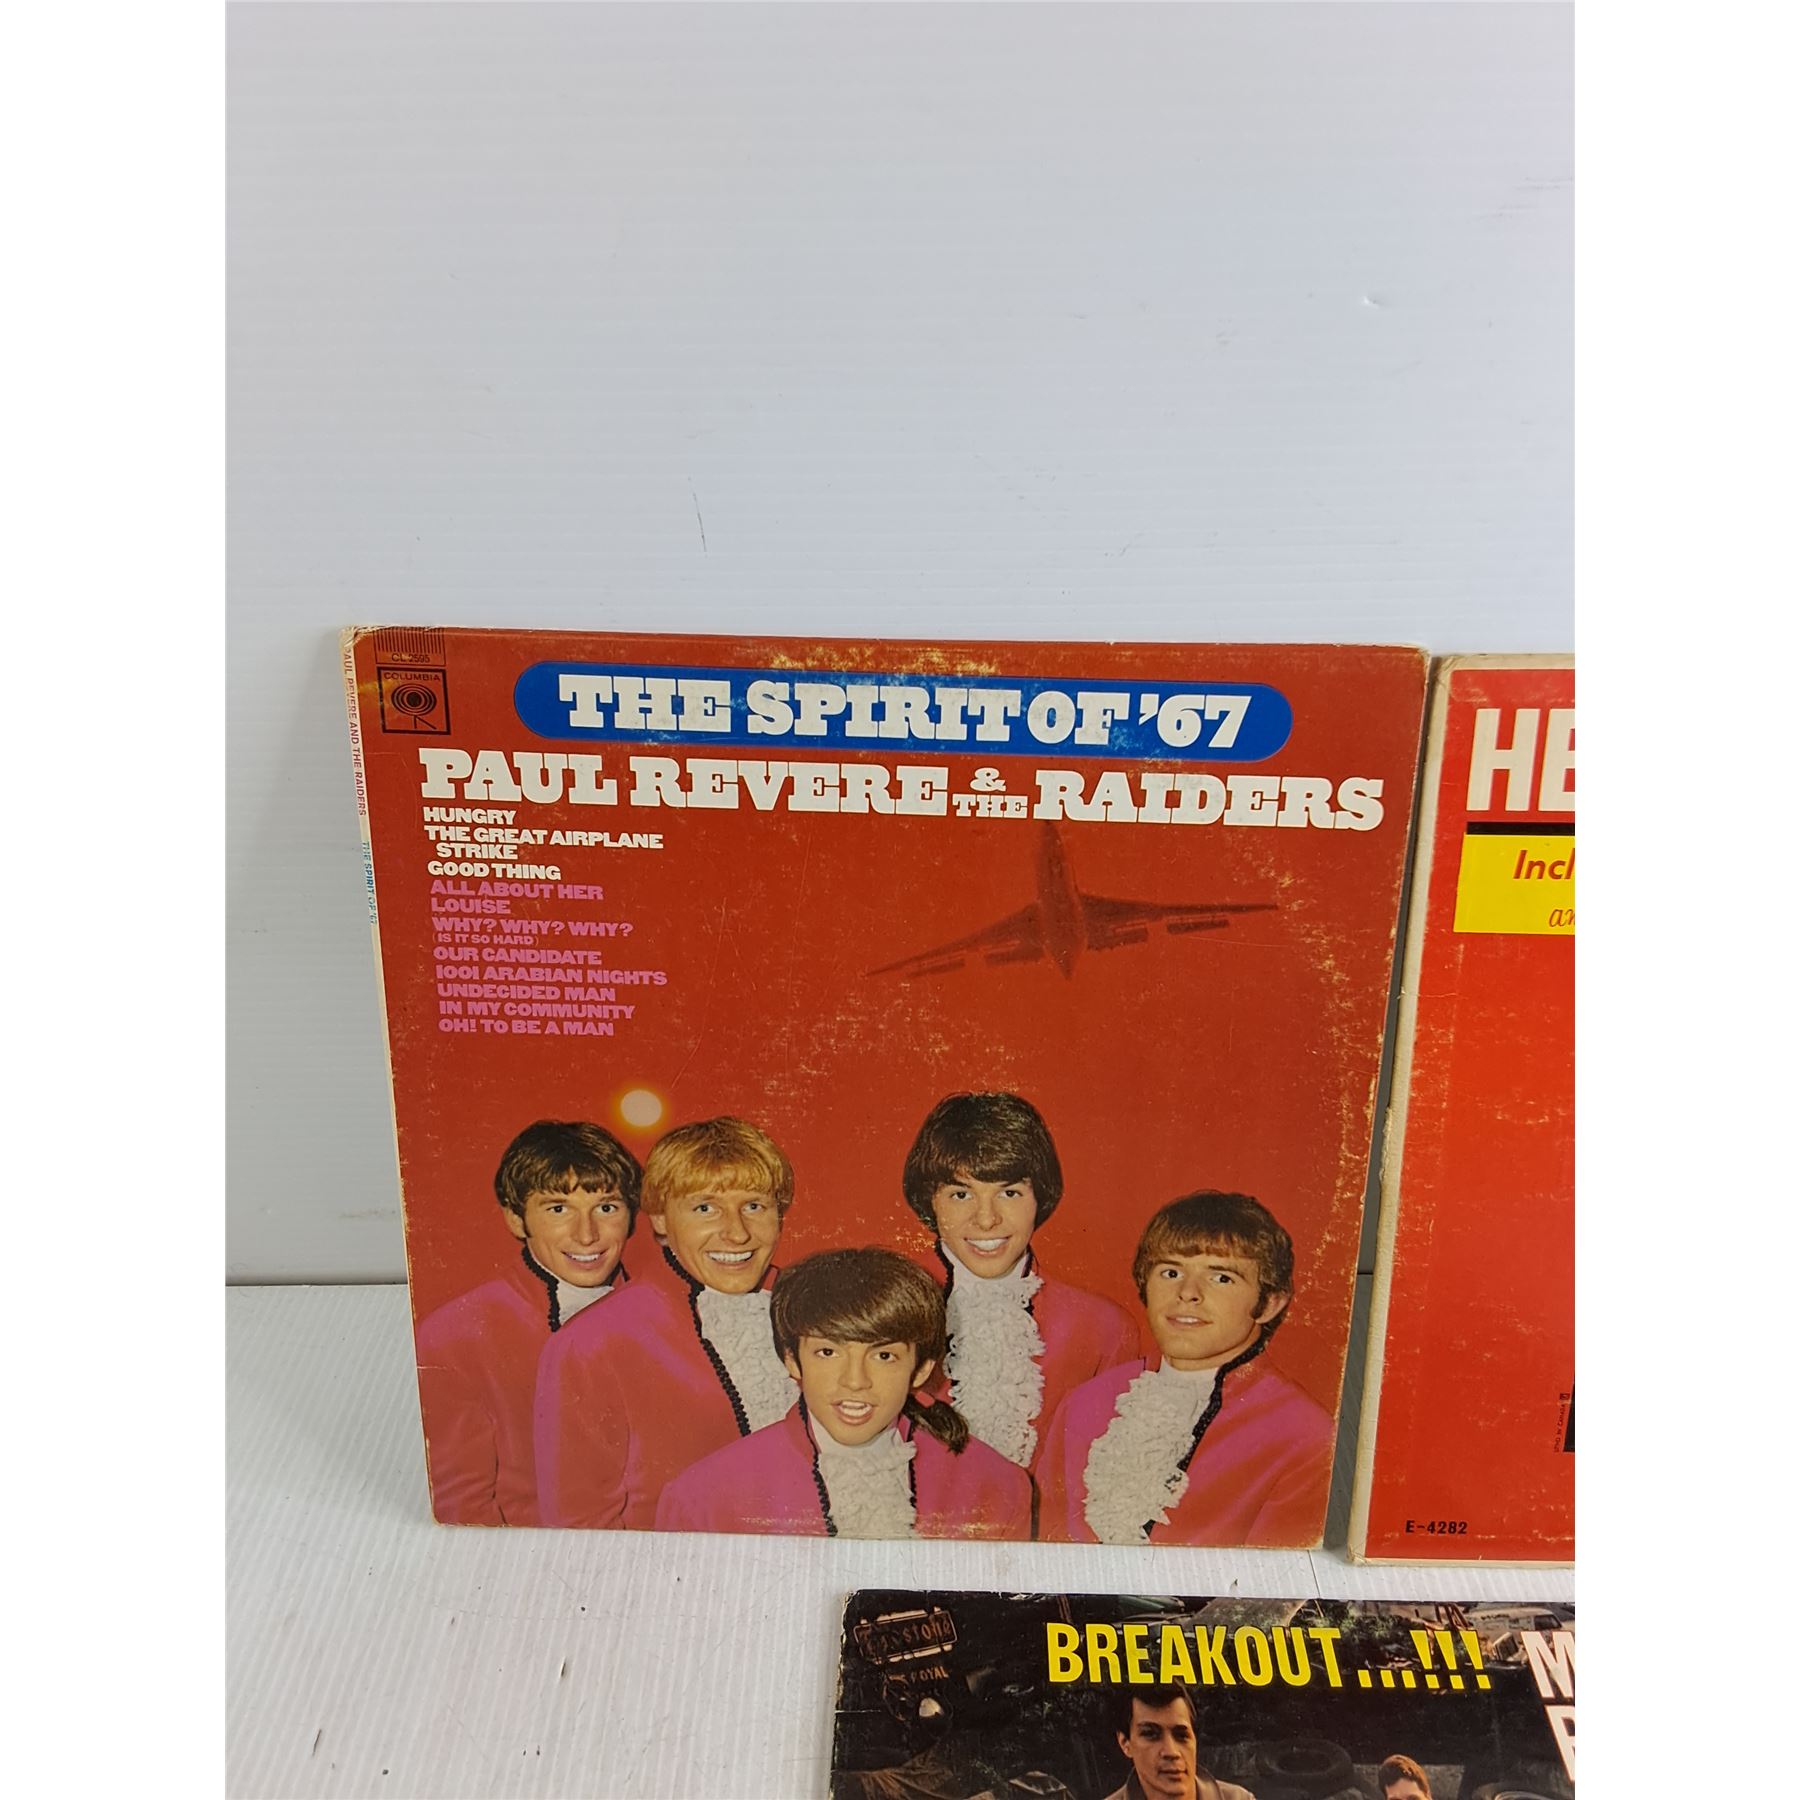 CL 2595
COLUMBIA
THE SPIRIT OF '67
PAUL REVERE & THE RAIDERS
HUNGRY
THE GREAT AIRPLANE
STRIKE
GOOD THING
ALL ABOUT HER
LOUISE
WHY? WHY? WHY?
(IS IT SO HARD)
OUR CANDIDATE
1001 ARABIAN NIGHTS
UNDECIDED MAN
IN MY COMMUNITY
OH! TO BE A MAN
PAUL REVERE AND THE RAIDERS THE SPIRIT OF '67
HE
Incl
an
E-4282
BREAKOUT...!!!
M
ROYAL